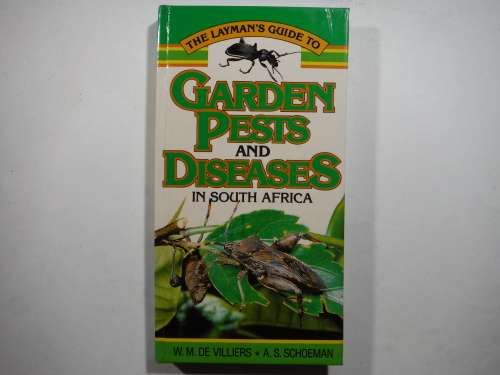 THE LAYMAN'S GUIDE TO
GARDEN
PESTS
AND
DISEASES
IN SOUTH AFRICA
W. M. DE VILLIERS • A. S. SCHOEMAN